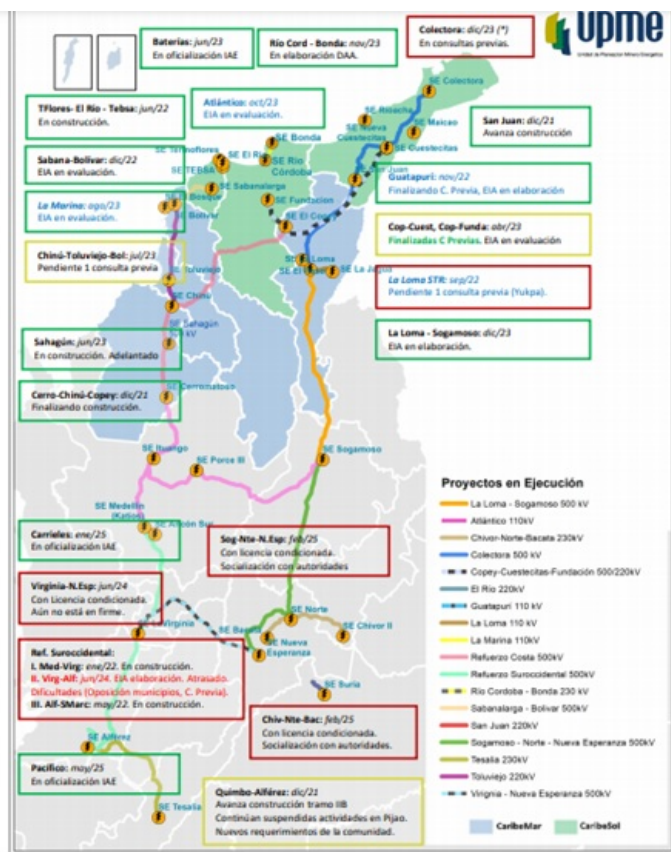 upme
Unidad de Planeación Minero Energética
Baterías: jun/23
En oficialización IAE
Río Cord - Bonda: nov/23
En elaboración DAA.
Colectora: dic/23 (*)
En consultas previas.
TFlores- El Río - Tebsa: jun/22
En construcción.
Atlántico: oct/23
EIA en evaluación.
San Juan: dic/21
Avanza construcción
Sabana-Bolívar: dic/22
EIA en evaluación.
Guatapurí: nov/22
Finalizando C. Previa, EIA en elaboración
La Marina: ago/23
EIA en evaluación.
Cop-Cuest, Cop-Funda: abr/23
Finalizadas C Previas. EIA en evaluación
Chinú-Toluviejo-Bol: jul/23
Pendiente 1 consulta previa
La Loma STR: sep/22
Pendiente 1 consulta previa (Yukpa).
La Loma - Sogamoso: dic/23
EIA en elaboración.
Sahagún: jun/23
En construcción. Adelantado
Cerro-Chinú-Copey: dic/21
Finalizando construcción.
SE Colectora
SE Riohacha
SE Maicao
SE Nueva
Cuestecitas
SE Cuestecitas
SE Bonda
SE Termoflores
SE El Río
SE Río
Córdoba
SE TEBSA
SE Sabanalarga
SE Fundacion
SE El Bosque
SE Bolívar
SE El Copey
SE La Jagua
SE Toluviejo
SE Chinú
SE Sahagún
SE Cerromatoso
SE Ituango
SE Porce III
SE Sogamoso
SE Medellín
(Katíos)
SE Ancón Sur
Carrieles: ene/25
En oficialización IAE
Sog-Nte-N.Esp: feb/25
Con licencia condicionada.
Socialización con autoridades
Virginia-N.Esp: jun/24
Con Licencia condicionada.
Aún no está en firme.
SE Norte
SE Chivor II
SE Nueva
Esperanza
SE Suria
Ref. Suroccidental:
I. Med-Virg: ene/22. En construcción.
II. Virg-Alf: jun/24. EIA elaboración. Atrasado.
Dificultades (Oposición municipios, C. Previa).
III. Alf-SMarc: may/22. En construcción.
Chiv-Nte-Bac: feb/25
Con licencia condicionada.
Socialización con autoridades.
SE Alférez
Pacífico: may/25
En oficialización IAE
SE Tesalia
Quimbo-Alférez: dic/21
Avanza construcción tramo IIB
Continúan suspendidas actividades en Pijao.
Nuevos requerimientos de la comunidad.
Proyectos en Ejecución
La Loma - Sogamoso 500 kV
Atlántico 110kV
Chivor-Norte-Bacata 230kV
Colectora 500 kV
Copey-Cuestecitas-Fundación 500/220kV
El Río 220kV
Guatapurí 110 kV
La Loma 110 kV
La Marina 110kV
Refuerzo Costa 500kV
Refuerzo Suroccidental 500kV
Río Cordoba - Bonda 230 kV
Sabanalarga - Bolivar 500kV
San Juan 220kV
Sogamoso - Norte - Nueva Esperanza 500kV
Tesalia 230kV
Toluviejo 220kV
Virginia - Nueva Esperanza 500kV
CaribeMar
CaribeSol